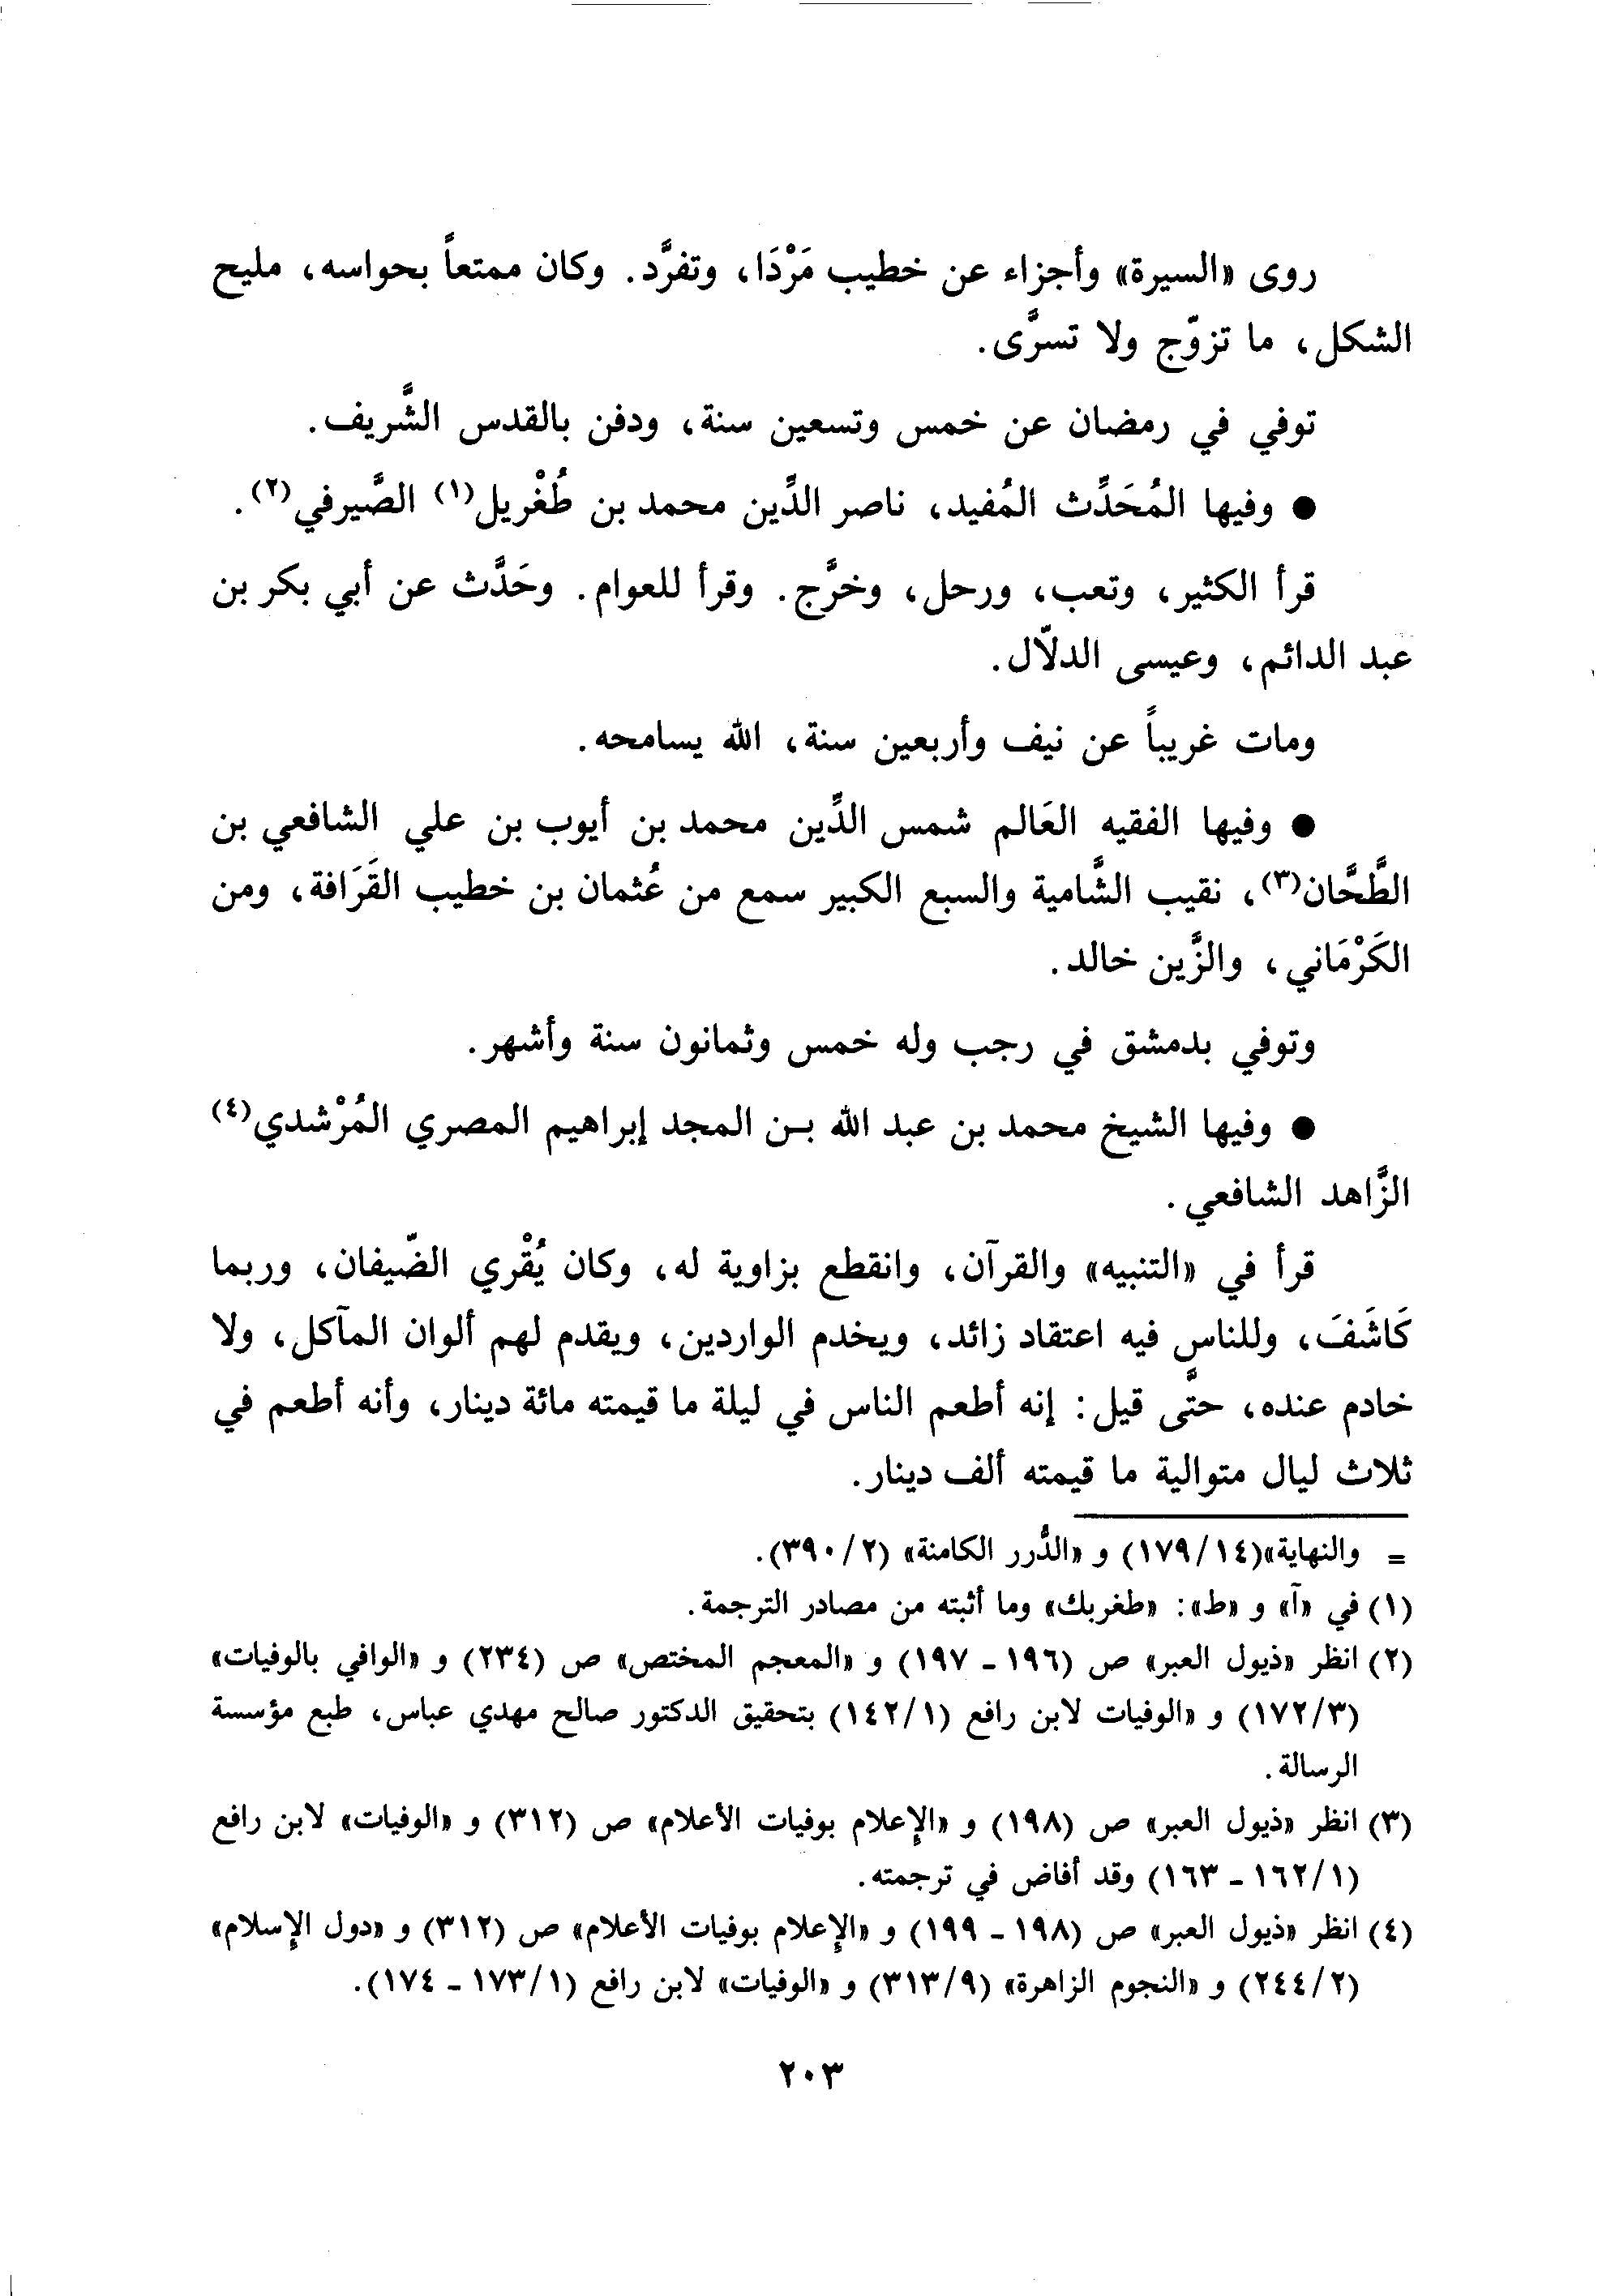 روى «السيرة» وأجزاء عن خطيب مَرْدَا، وتفرَّد. وكان ممتعاً بحواسه، مليح
الشكل، ما تزوّج ولا تسرَّى.
توفي في رمضان عن خمس وتسعين سنة، ودفن بالقدس الشَّريف.
● وفيها المُحَدِّث المُفيد، ناصر الدِّين محمد بن طُغْريل(١) الصَّيرفي(٢).
قرأ الكثير، وتعب، ورحل، وخرَّج. وقرأ للعوام. وحَدَّث عن أبي بكر بن
عبد الدائم، وعيسى الدلّال.
ومات غريباً عن نيف وأربعين سنة، الله يسامحه.
● وفيها الفقيه العَالم شمس الدِّين محمد بن أيوب بن علي الشافعي بن
الطَّحَّان(٣)، نقيب الشَّامية والسبع الكبير سمع من عُثمان بن خطيب القَرَافة، ومن
الكَرْمَاني، والزَّين خالد.
وتوفي بدمشق في رجب وله خمس وثمانون سنة وأشهر.
● وفيها الشيخ محمد بن عبد الله بـن المجد إبراهيم المصري المُرْشدي(٤)
الزَّاهد الشافعي.
قرأ في «التنبيه» والقرآن، وانقطع بزاوية له، وكان يُقْري الضّيفان، وربما
كَاشَفَ، وللناس فيه اعتقاد زائد، ويخدم الواردين، ويقدم لهم ألوان المآكل، ولا
خادم عنده، حتَّى قيل: إنه أطعم الناس في ليلة ما قيمته مائة دينار، وأنه أطعم في
ثلاث ليال متوالية ما قيمته ألف دينار.
= والنهاية»(١٤/١٧٩) و «الدُّرر الكامنة» (٢/٣٩٠).
(١) في «آ» و «ط»: «طغربك» وما أثبته من مصادر الترجمة.
(٢) انظر «ذيول العبر» ص (١٩٦ - ١٩٧) و «المعجم المختص» ص (٢٣٤) و «الوافي بالوفيات»
(٣/١٧٢) و «الوفيات لابن رافع (١/١٤٢) بتحقيق الدكتور صالح مهدي عباس، طبع مؤسسة
الرسالة.
(٣) انظر «ذيول العبر» ص (١٩٨) و «الإعلام بوفيات الأعلام» ص (٣١٢) و «الوفيات» لابن رافع
(١/١٦٢ - ١٦٣) وقد أفاض في ترجمته.
(٤) انظر «ذيول العبر» ص (١٩٨ - ١٩٩) و «الإعلام بوفيات الأعلام» ص (٣١٢) و «دول الإسلام»
(٢/٢٤٤) و «النجوم الزاهرة» (٩/٣١٣) و «الوفيات» لابن رافع (١/١٧٣ - ١٧٤).
٢٠٣